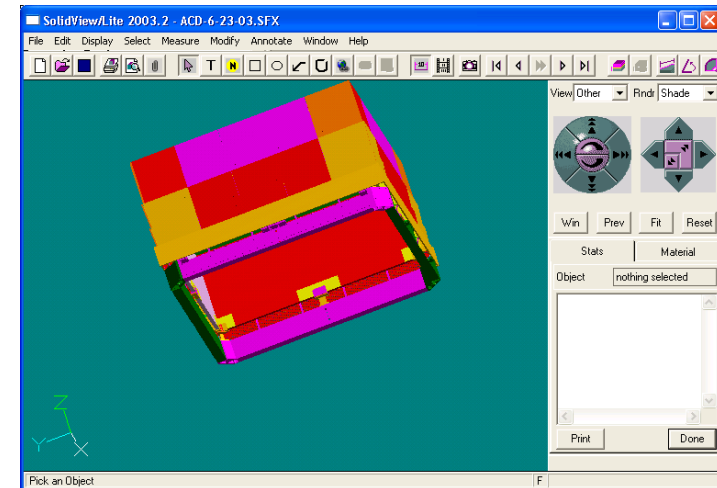 SolidView/Lite 2003.2 - ACD-6-23-03.SFX
File Edit Display Select Measure Modify Annotate Window Help
T N
View Other Rndr Shade
Win Prev Fit Reset
Stats Material
Object nothing selected
Z
Y
X
Print Done
Pick an Object F